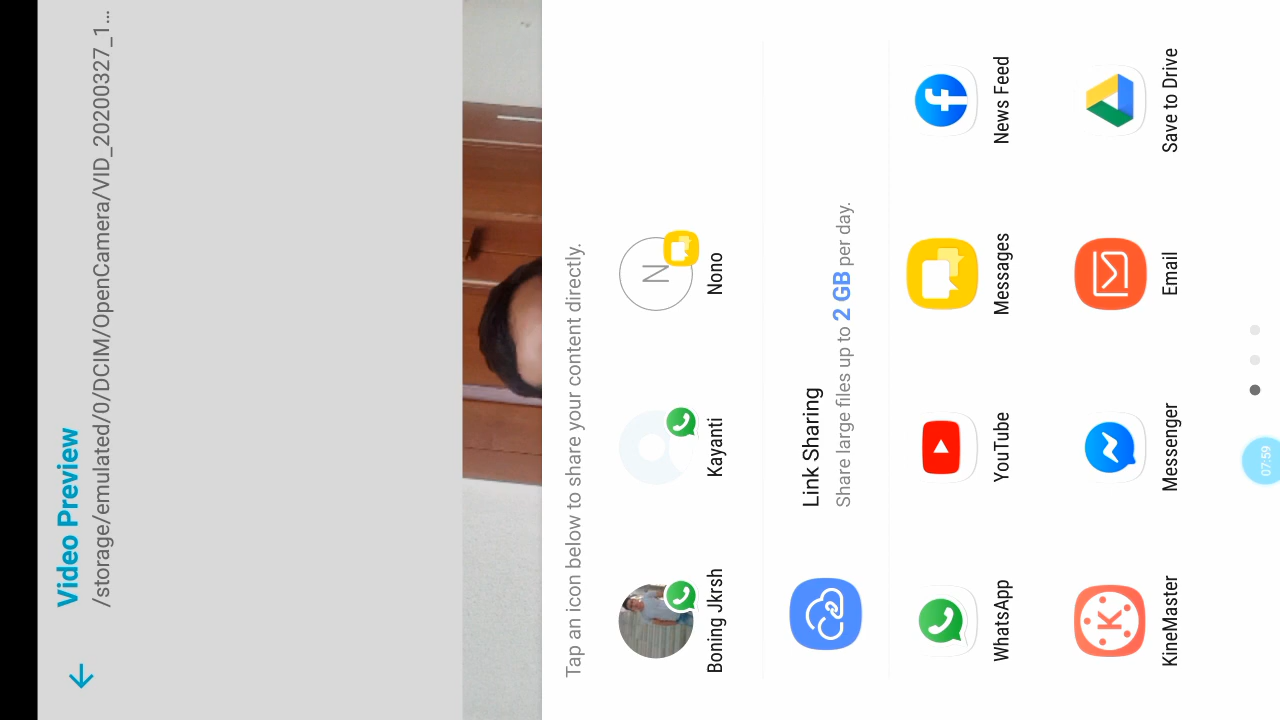 Video Preview
/storage/emulated/0/DCIM/OpenCamera/VID_20200327_1...
Tap an icon below to share your content directly.
N
Boning Jkrsh
Kayanti
Nono
Link Sharing
Share large files up to 2 GB per day.
WhatsApp
YouTube
Messages
News Feed
K
KineMaster
Messenger
Email
Save to Drive
07:59